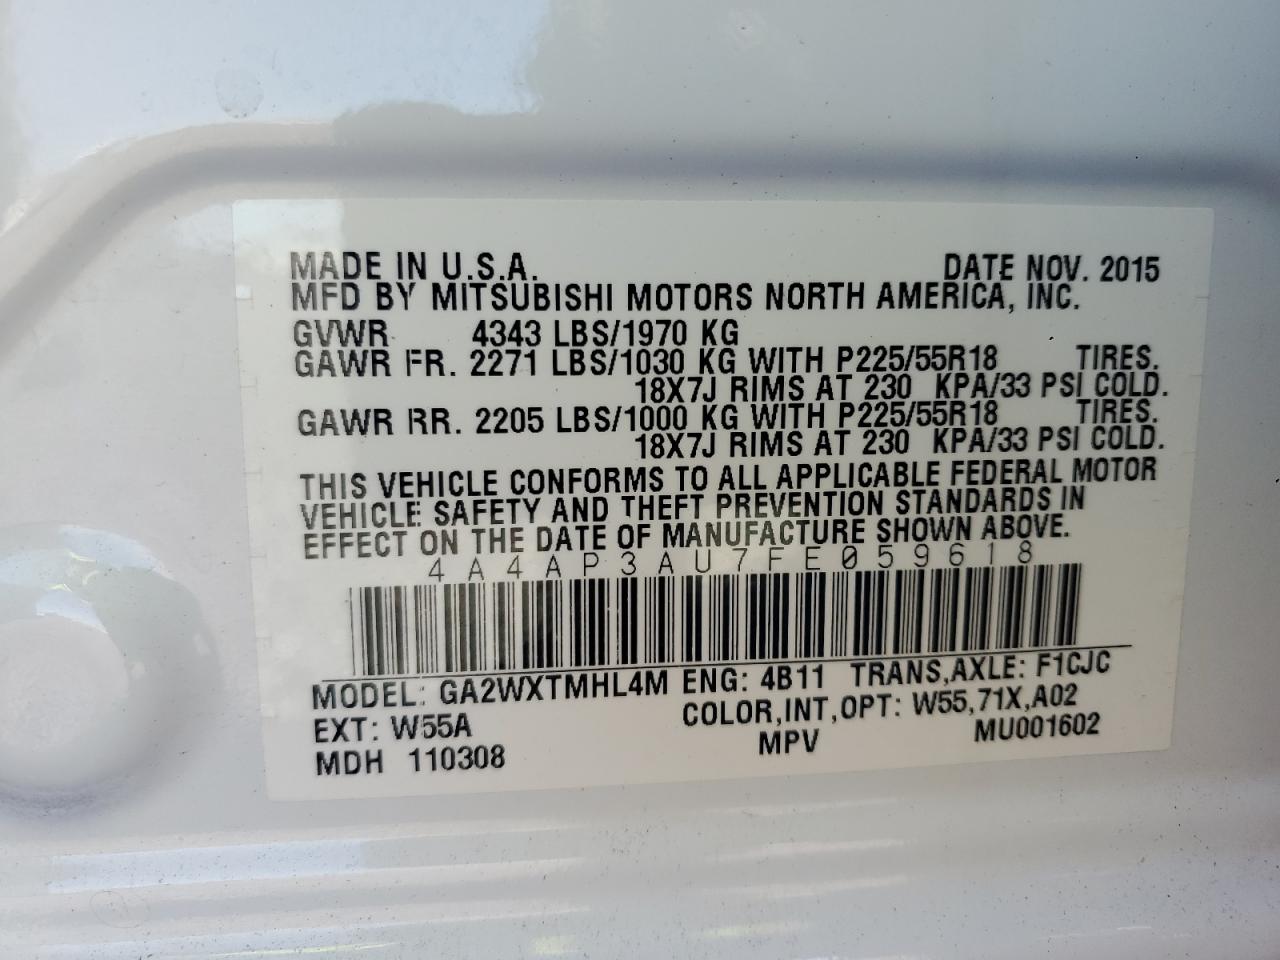 MADE IN U.S.A. DATE NOV. 2015
MFD BY MITSUBISHI MOTORS NORTH AMERICA, INC.
GVWR 4343 LBS/1970 KG
GAWR FR. 2271 LBS/1030 KG WITH P225/55R18 TIRES.
18X7J RIMS AT 230 KPA/33 PSI COLD.
GAWR RR. 2205 LBS/1000 KG WITH P225/55R18 TIRES.
18X7J RIMS AT 230 KPA/33 PSI COLD.
THIS VEHICLE CONFORMS TO ALL APPLICABLE FEDERAL MOTOR
VEHICLE SAFETY AND THEFT PREVENTION STANDARDS IN
EFFECT ON THE DATE OF MANUFACTURE SHOWN ABOVE.
4A4AP3AU7FE059618
MODEL: GA2WXTMHL4M ENG: 4B11 TRANS,AXLE: F1CJC
EXT: W55A COLOR,INT,OPT: W55,71X,A02
MDH 110308 MPV MU001602